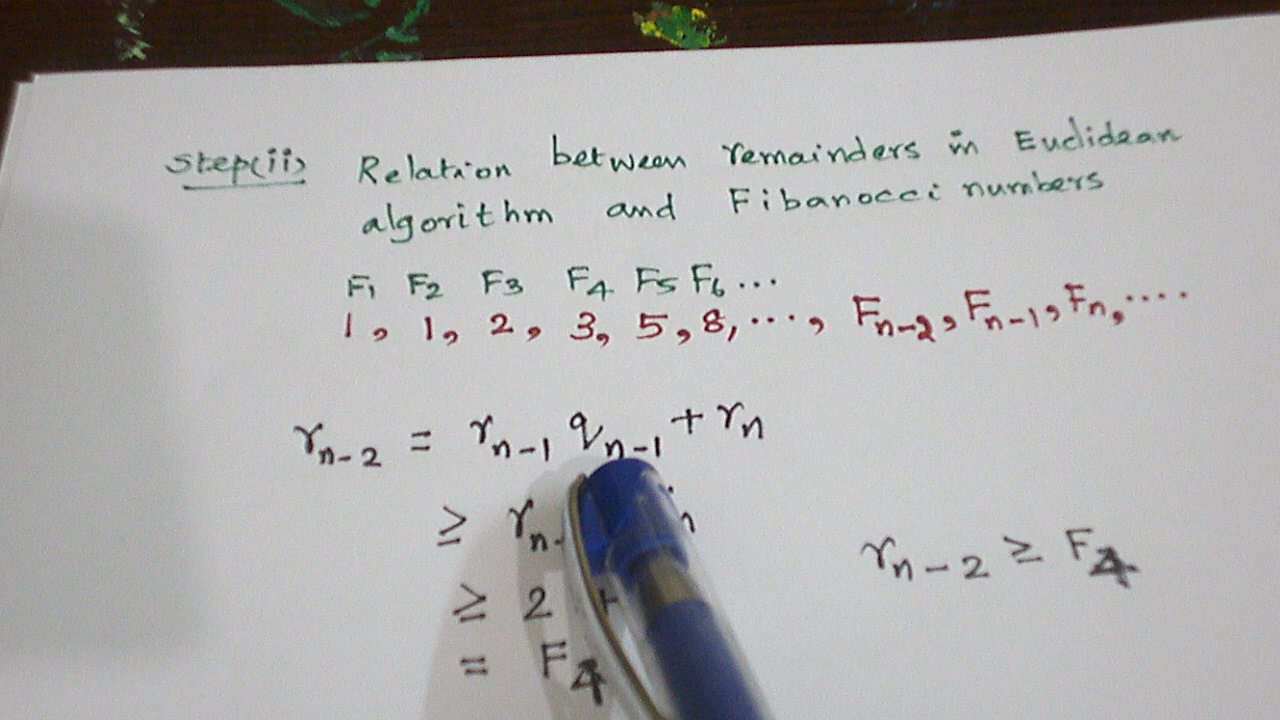 Step(ii) Relation between remainders in Euclidean
algorithm and Fibanocci numbers
F₁ F₂ F₃ F₄ F₅ F₆ ...
1, 1, 2, 3, 5, 8, ..., Fₙ₋₂, Fₙ₋₁, Fₙ, ....
rₙ₋₂ = rₙ₋₁ qₙ₋₁ + rₙ
≥ rₙ₋
≥ 2 +
= F₄
rₙ₋₂ ≥ F₄